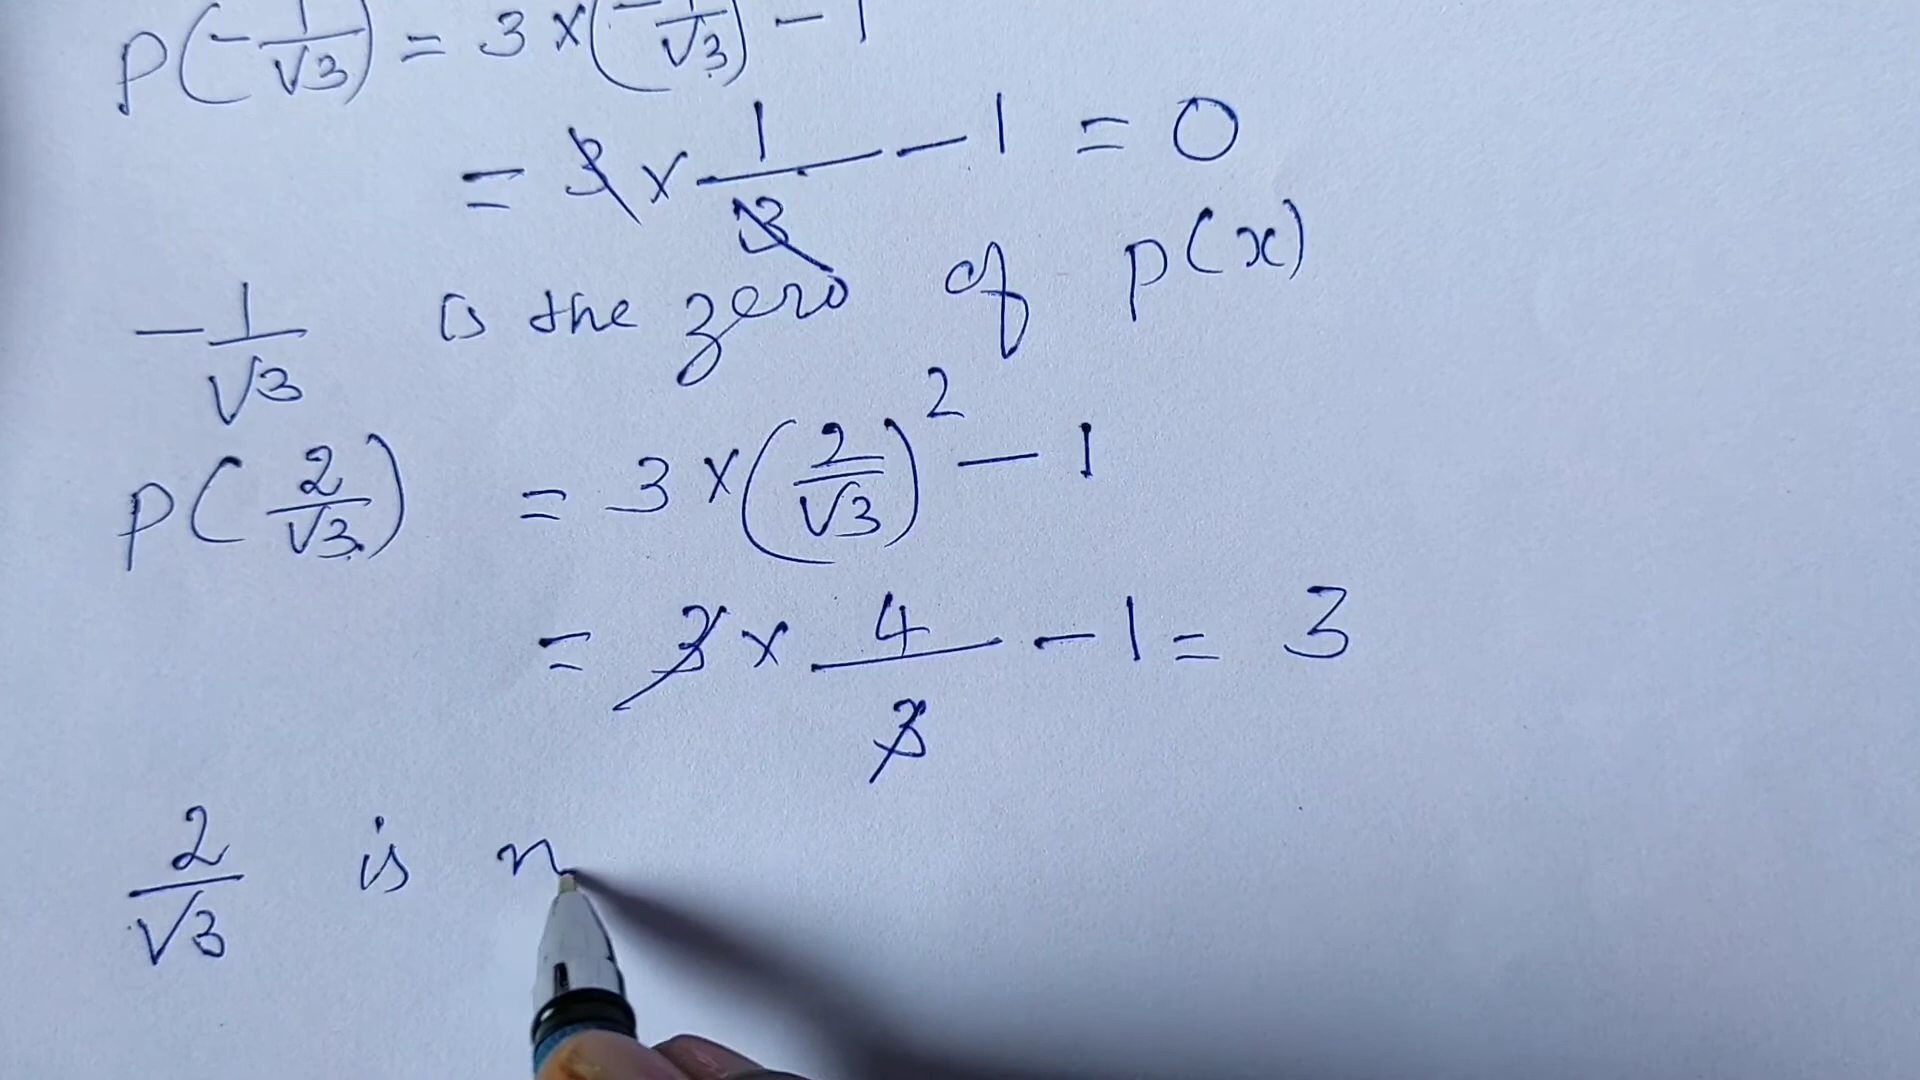 P(-1/√3) = 3 × (-1/√3) - 1
= 3 × 1/3 - 1 = 0
-1/√3 is the zero of P(x)
P(2/√3) = 3 × (2/√3)² - 1
= 3 × 4/3 - 1 = 3
2/√3 is n